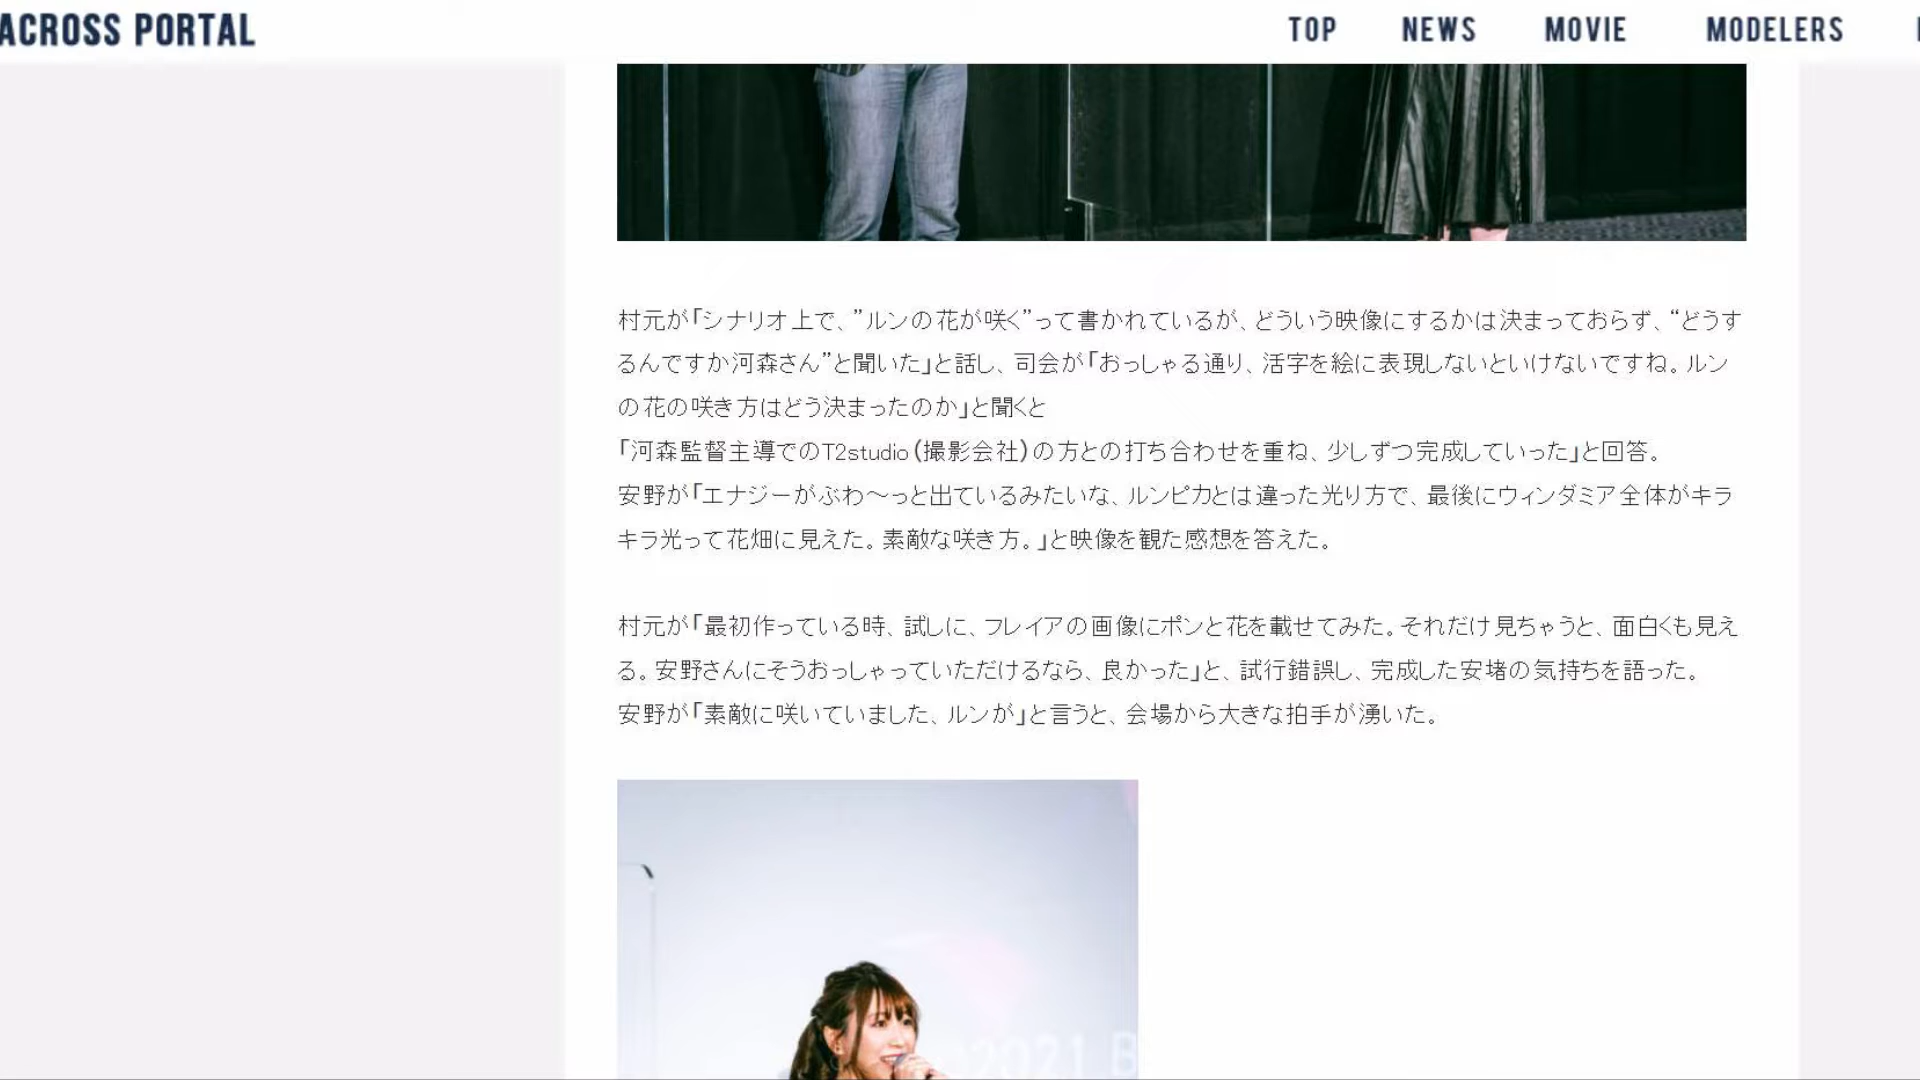 ACROSS PORTAL
TOP NEWS MOVIE MODELERS
村元が「シナリオ上で、”ルンの花が咲く”って書かれているが、どういう映像にするかは決まっておらず、“どうす
るんですか河森さん”と聞いた」と話し、司会が「おっしゃる通り、活字を絵に表現しないといけないですね。ルン
の花の咲き方はどう決まったのか」と聞くと
「河森監督主導でのT2studio(撮影会社)の方との打ち合わせを重ね、少しずつ完成していった」と回答。
安野が「エナジーがぶわ～っと出ているみたいな、ルンピカとは違った光り方で、最後にウィンダミア全体がキラ
キラ光って花畑に見えた。素敵な咲き方。」と映像を観た感想を答えた。
村元が「最初作っている時、試しに、フレイアの画像にポンと花を載せてみた。それだけ見ちゃうと、面白くも見え
る。安野さんにそうおっしゃっていただけるなら、良かった」と、試行錯誤し、完成した安堵の気持ちを語った。
安野が「素敵に咲いていました、ルンが」と言うと、会場から大きな拍手が湧いた。
2021 B